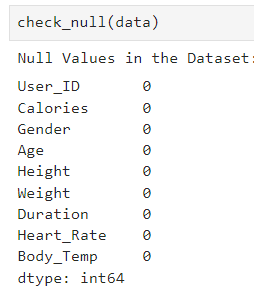 check_null(data)
Null Values in the Dataset:
User_ID 0
Calories 0
Gender 0
Age 0
Height 0
Weight 0
Duration 0
Heart_Rate 0
Body_Temp 0
dtype: int64